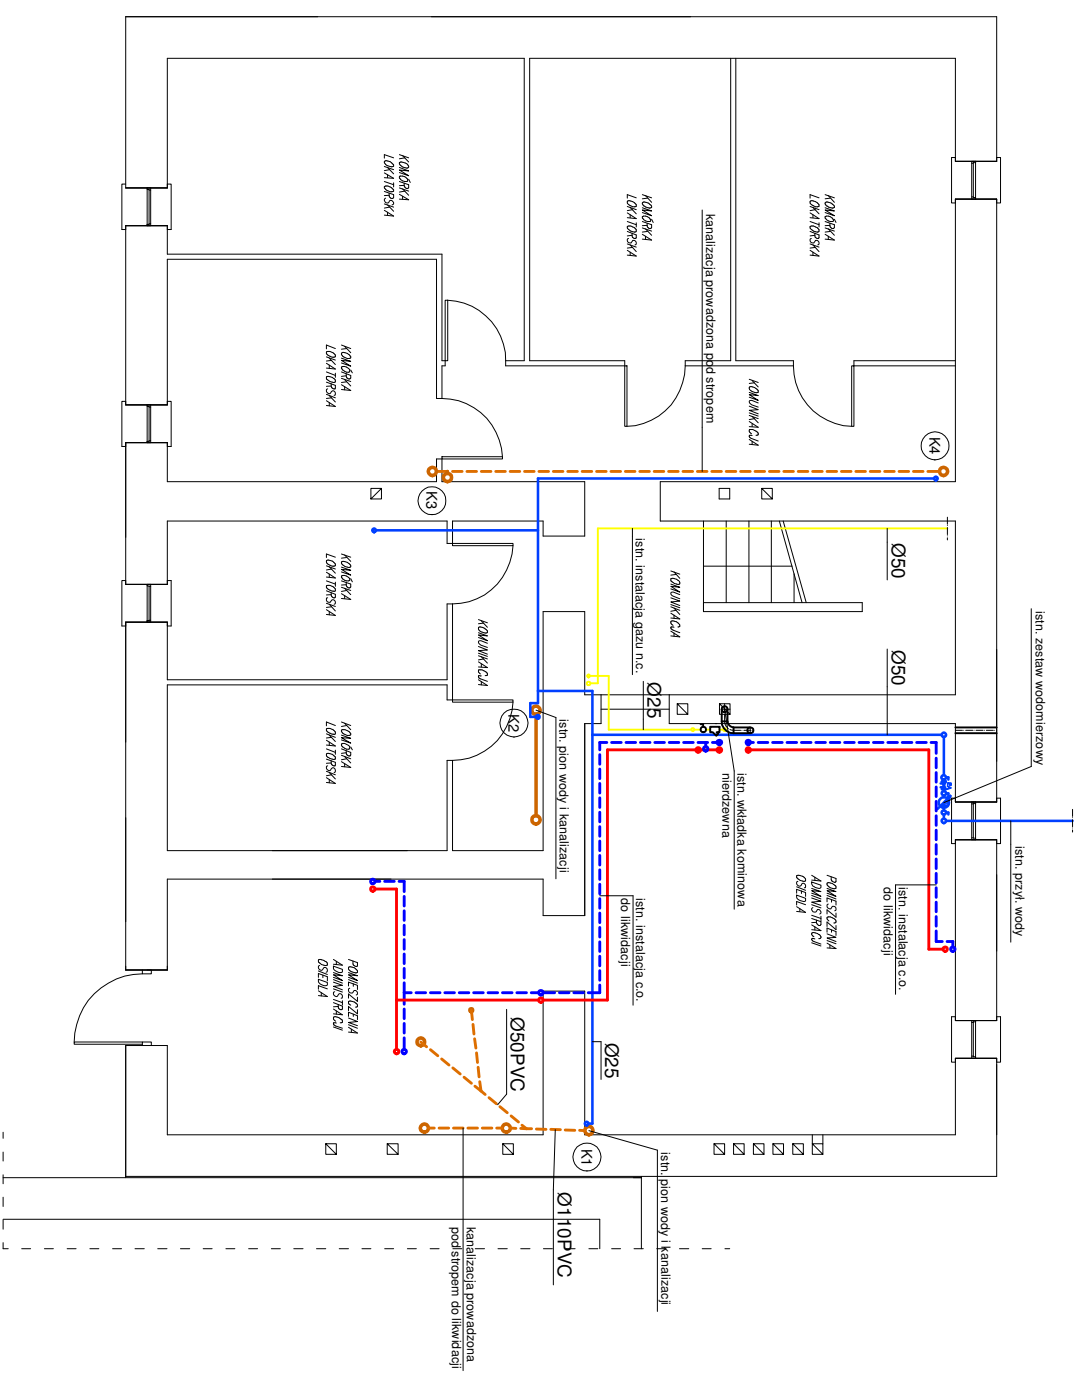 KOMÓRKA
LOKATORSKA
KOMÓRKA
LOKATORSKA
KOMÓRKA
LOKATORSKA
kanalizacja prowadzona pod stropem
KOMÓRKA
LOKATORSKA
KOMUNIKACJA
K4
K3
KOMÓRKA
LOKATORSKA
KOMUNIKACJA
istn. instalacja gazu n.c.
KOMUNIKACJA
Ø50
Ø50
Ø25
istn. zestaw wodomierzowy
K2
istn. pion wody i kanalizacji
KOMÓRKA
LOKATORSKA
istn. wkładka kominowa
nierdzewna
istn. przył. wody
POMIESZCZENIA
ADMINISTRACJI
OSIEDLA
istn. instalacja c.o.
do likwidacji
istn. instalacja c.o.
do likwidacji
POMIESZCZENIA
ADMINISTRACJI
OSIEDLA
Ø50PVC
Ø25
K1
istn. pion wody i kanalizacji
Ø110PVC
kanalizacja prowadzona
pod stropem do likwidacji